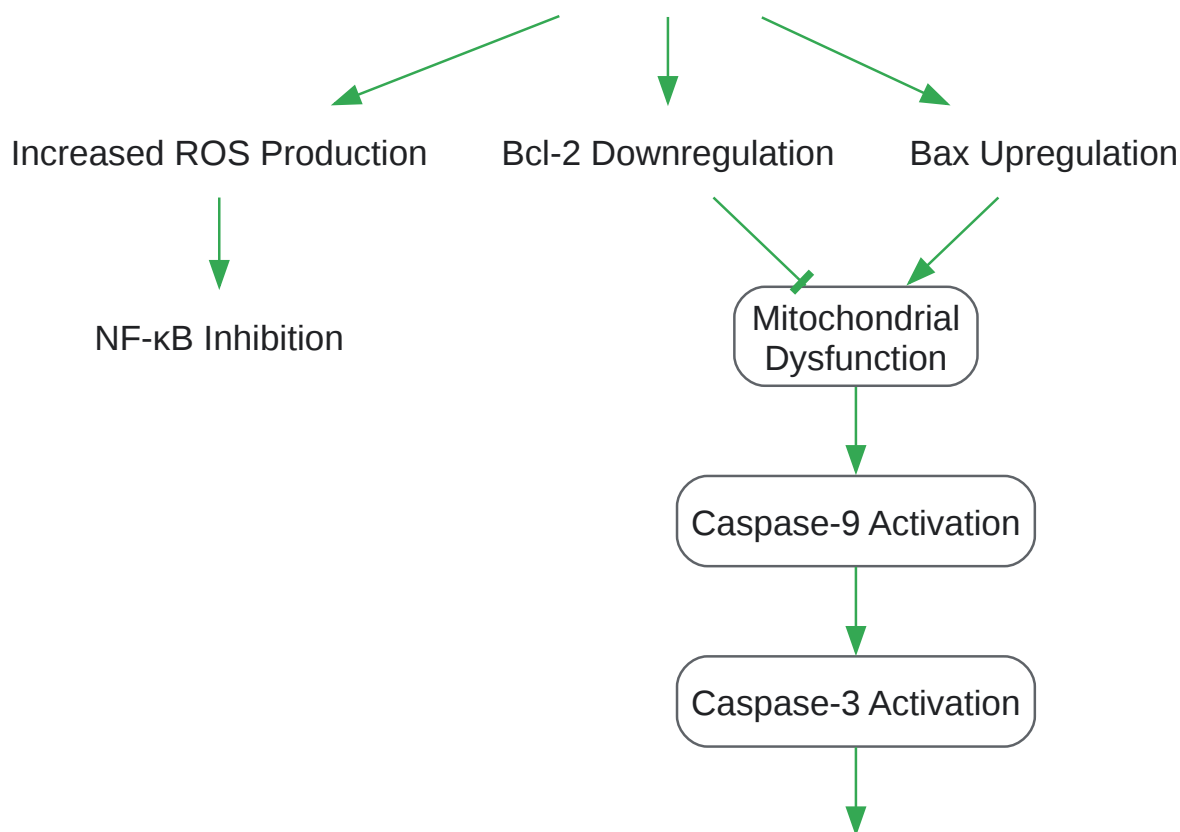 Increased ROS Production
Bcl-2 Downregulation
Bax Upregulation
NF-κB Inhibition
Mitochondrial
Dysfunction
Caspase-9 Activation
Caspase-3 Activation